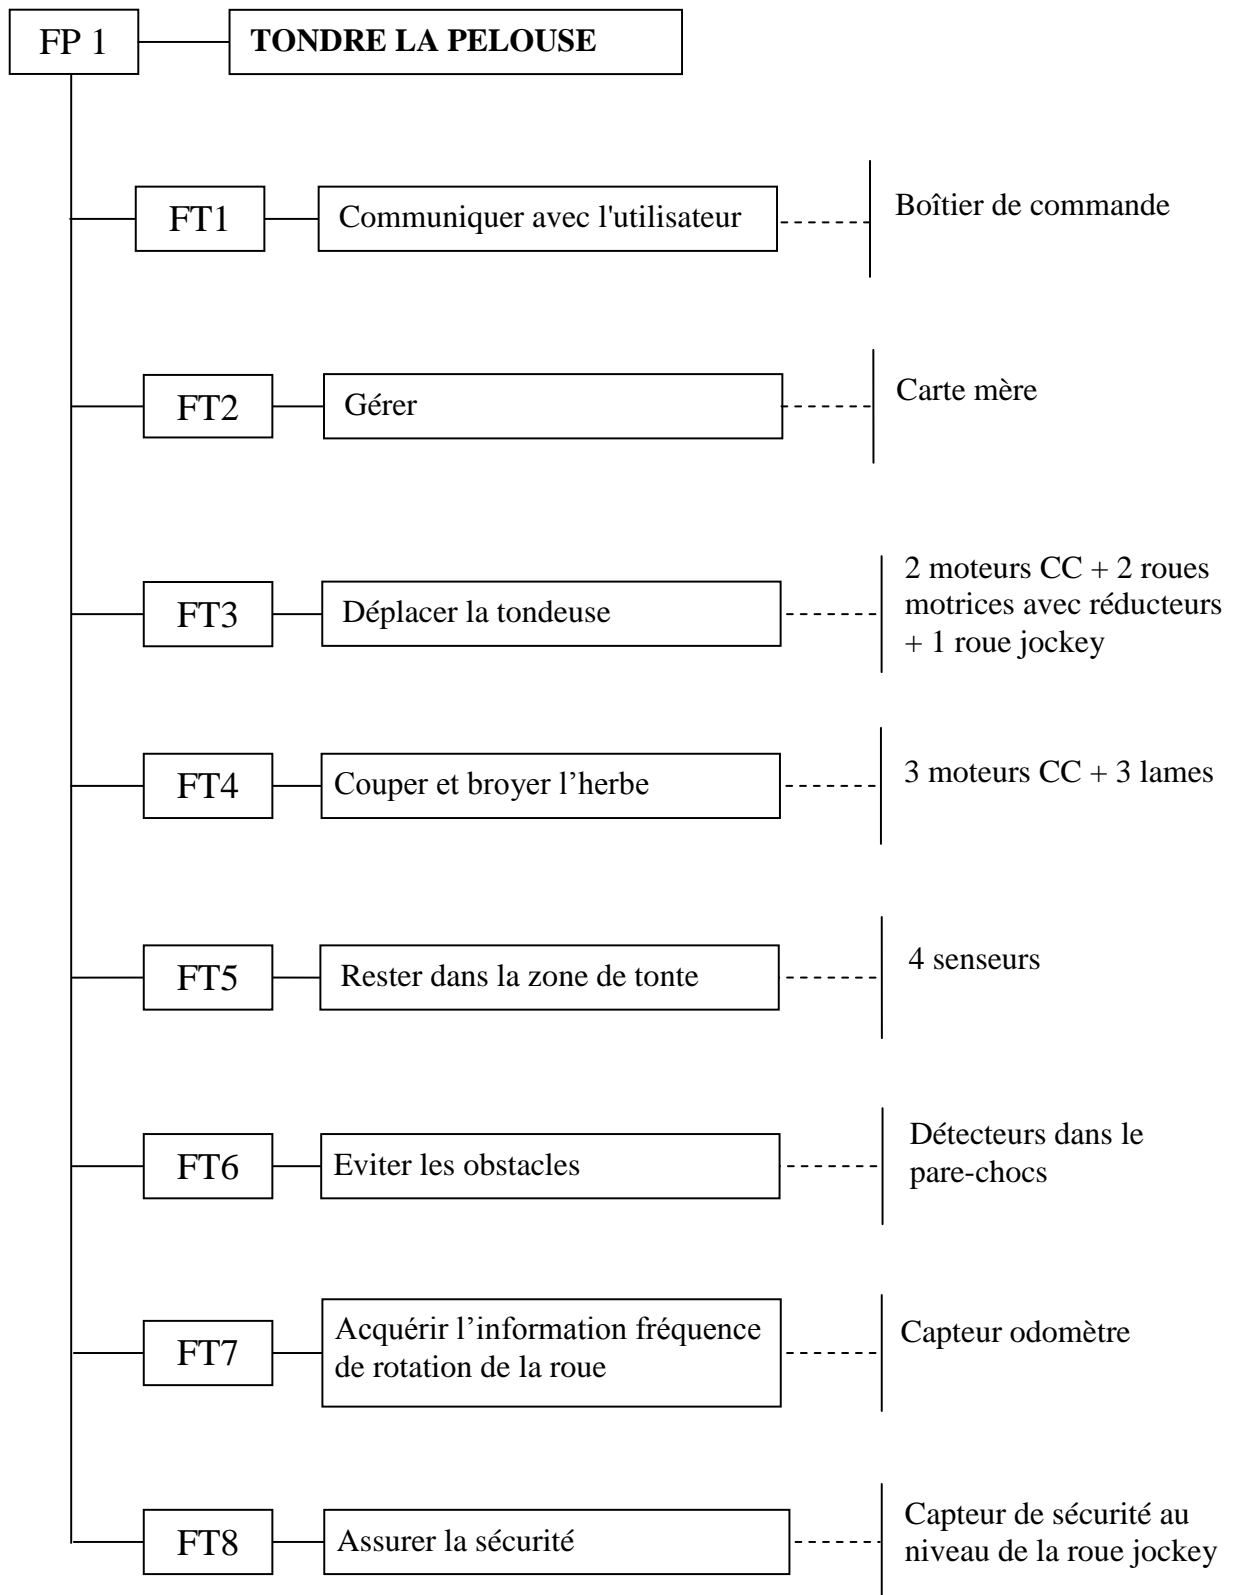 FP 1
TONDRE LA PELOUSE
FT1
Communiquer avec l'utilisateur
Boîtier de commande
FT2
Gérer
Carte mère
FT3
Déplacer la tondeuse
2 moteurs CC + 2 roues
motrices avec réducteurs
+ 1 roue jockey
FT4
Couper et broyer l’herbe
3 moteurs CC + 3 lames
FT5
Rester dans la zone de tonte
4 senseurs
FT6
Eviter les obstacles
Détecteurs dans le
pare-chocs
FT7
Acquérir l’information fréquence
de rotation de la roue
Capteur odomètre
FT8
Assurer la sécurité
Capteur de sécurité au
niveau de la roue jockey